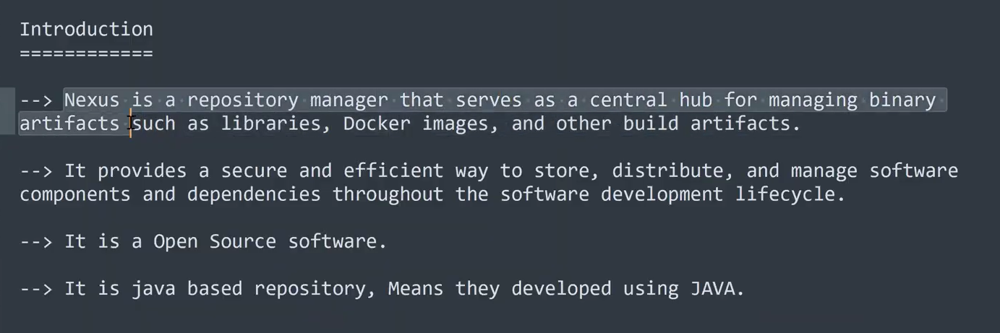 Introduction
============
--> Nexus is a repository manager that serves as a central hub for managing binary
artifacts such as libraries, Docker images, and other build artifacts.
--> It provides a secure and efficient way to store, distribute, and manage software
components and dependencies throughout the software development lifecycle.
--> It is a Open Source software.
--> It is java based repository, Means they developed using JAVA.